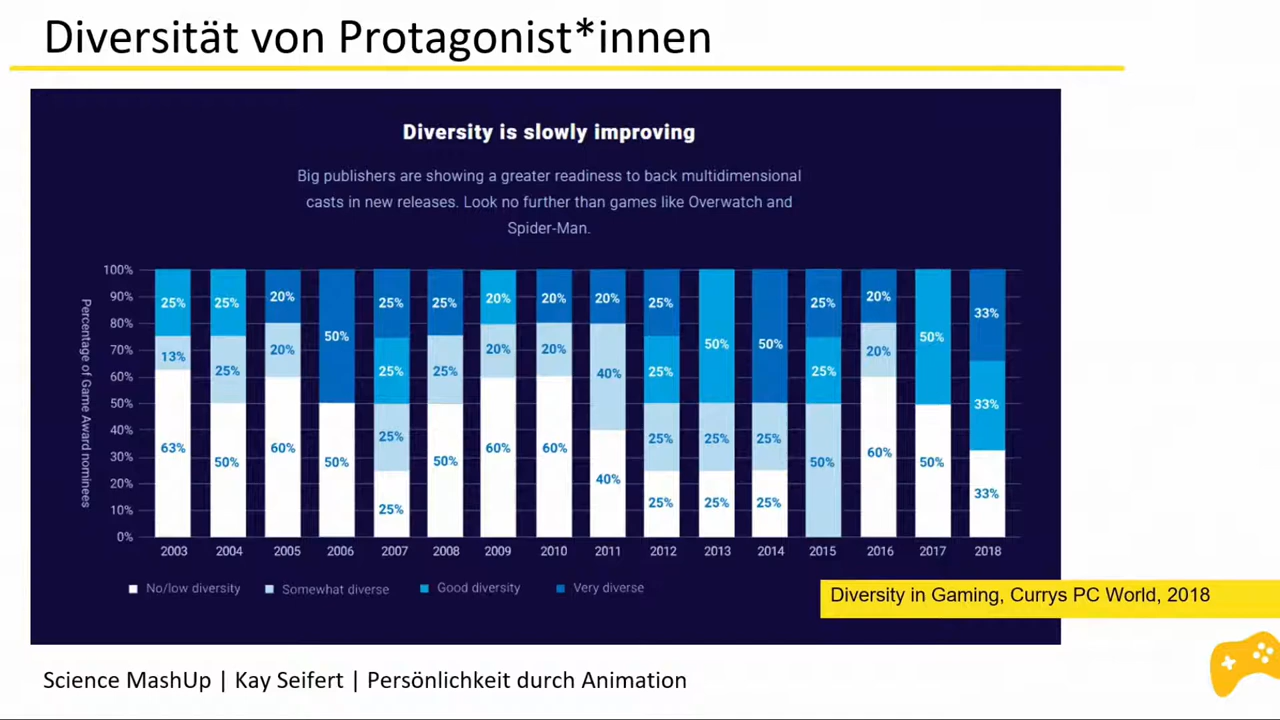 Diversität von Protagonist*innen
Diversity is slowly improving
Big publishers are showing a greater readiness to back multidimensional
casts in new releases. Look no further than games like Overwatch and
Spider-Man.
Percentage of Game Award nominees
100%
90%
80%
70%
60%
50%
40%
30%
20%
10%
0%
25% 13% 63%
25% 25% 50%
20% 20% 60%
50% 50%
25% 25% 25% 25%
25% 25% 50%
20% 20% 60%
20% 20% 60%
20% 40% 40%
25% 25% 25% 25%
50% 25% 25%
50% 25% 25%
25% 25% 50%
20% 20% 60%
50% 50%
33% 33% 33%
2003 2004 2005 2006 2007 2008 2009 2010 2011 2012 2013 2014 2015 2016 2017 2018
No/low diversity Somewhat diverse Good diversity Very diverse
Diversity in Gaming, Currys PC World, 2018
Science MashUp | Kay Seifert | Persönlichkeit durch Animation